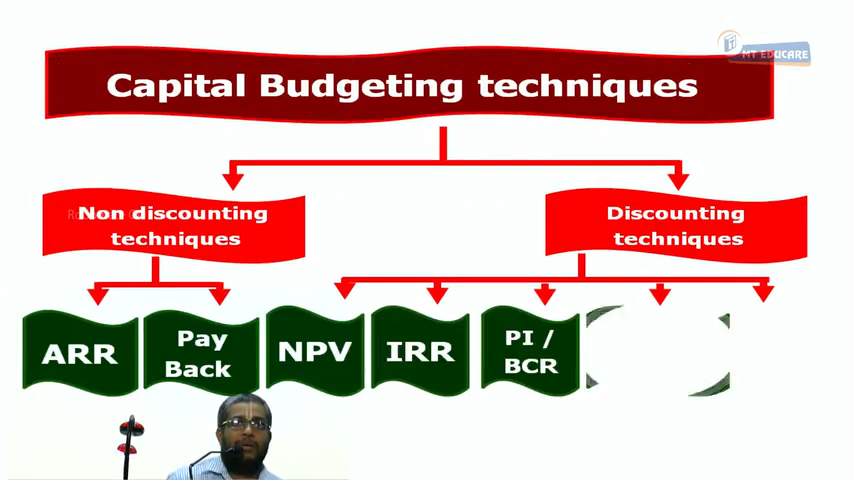 MT EDUCARE
Capital Budgeting techniques
Non discounting
techniques
Discounting
techniques
ARR
Pay
Back
NPV
IRR
PI /
BCR